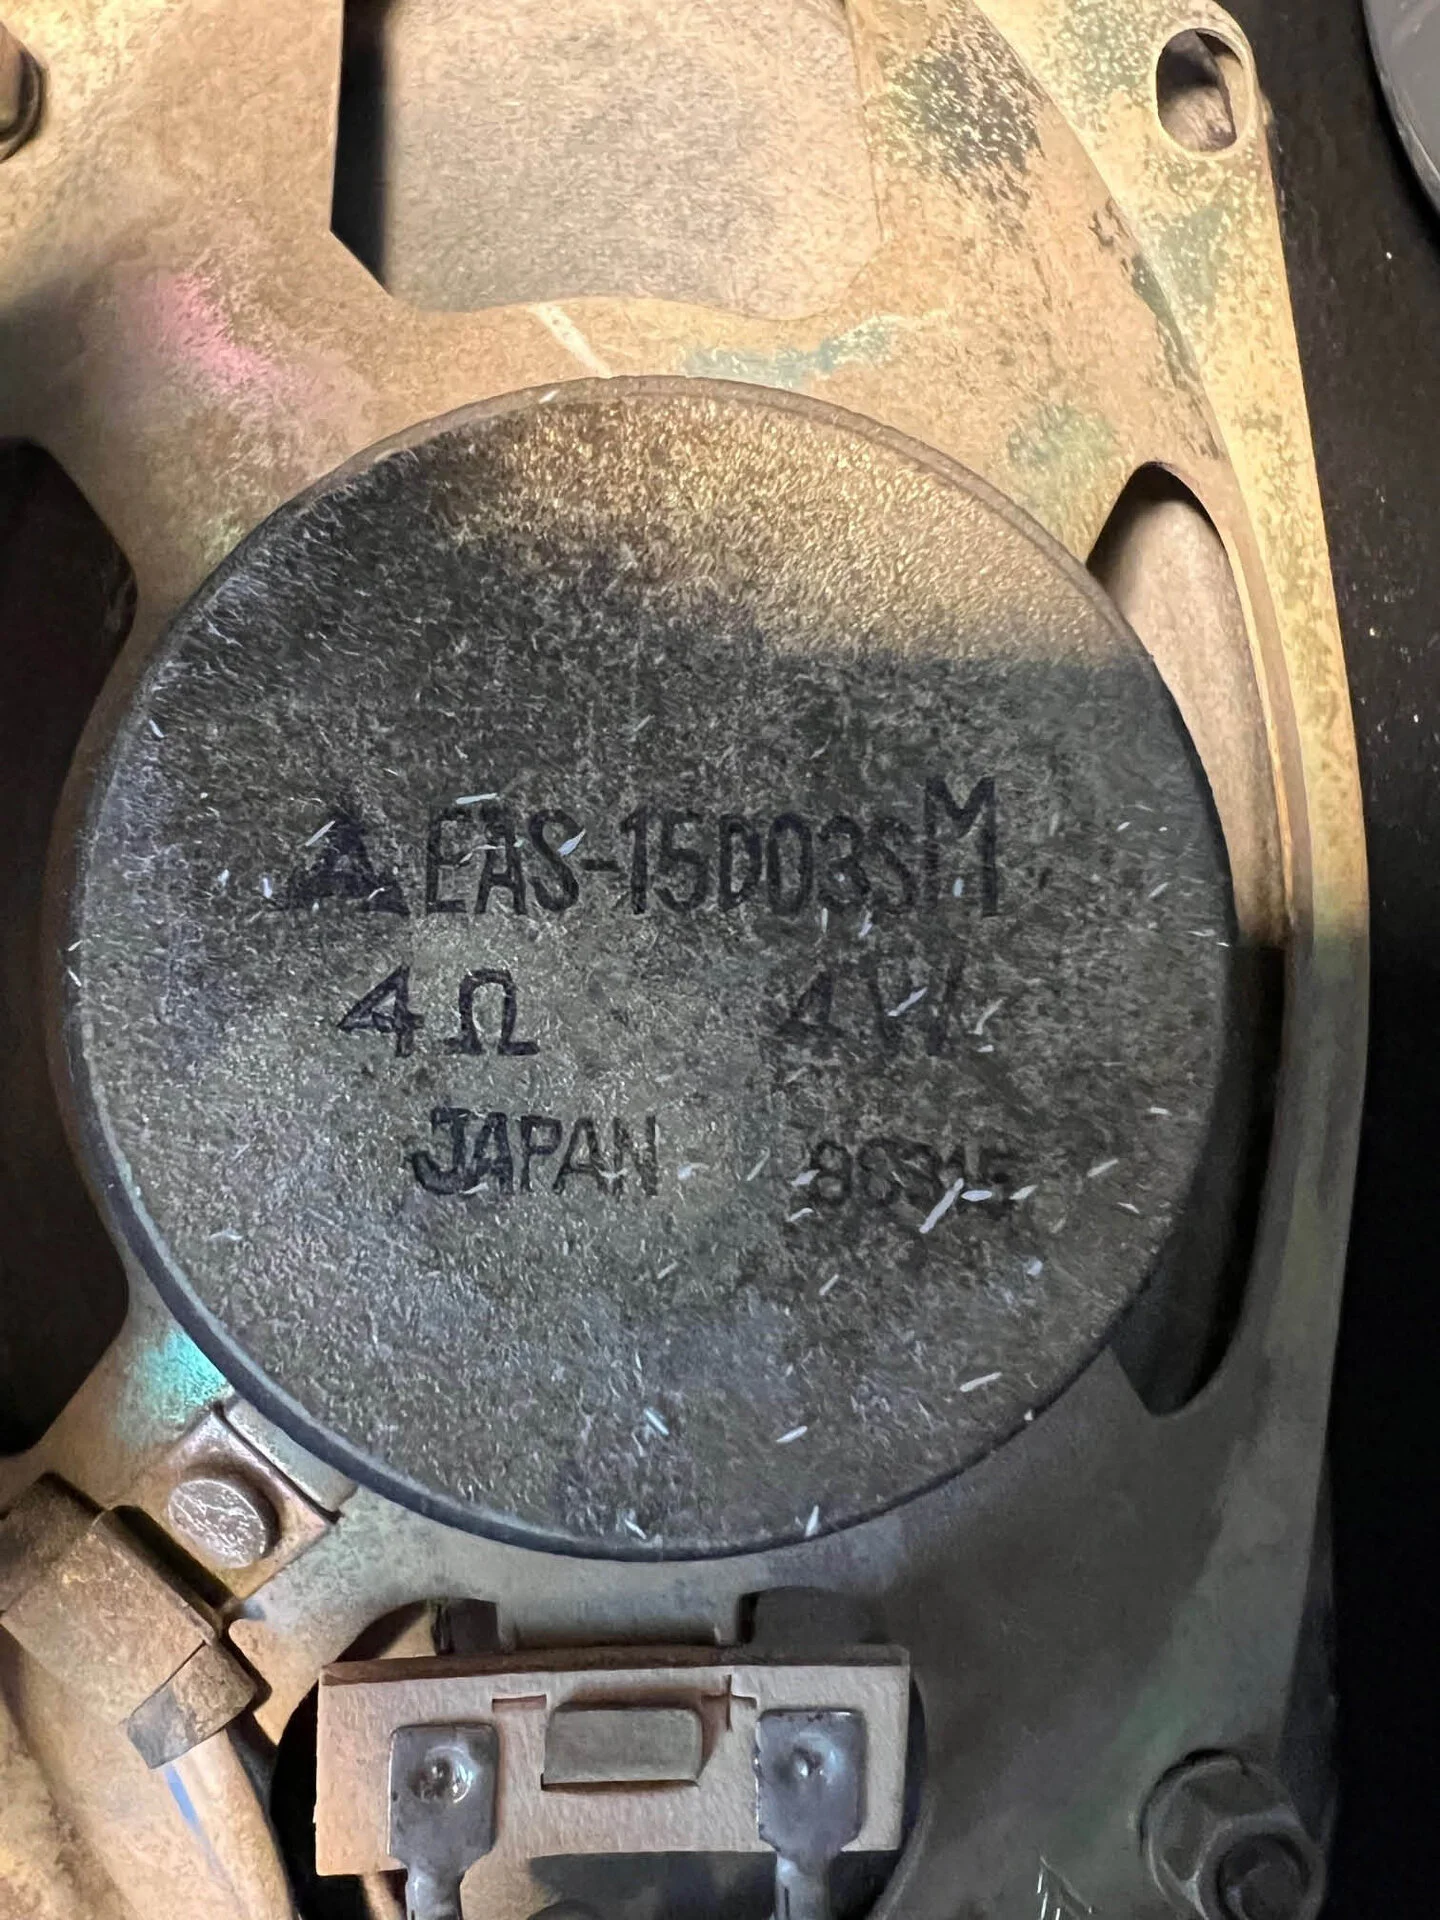 EAS-15D03SM
4Ω 4W
JAPAN
- +